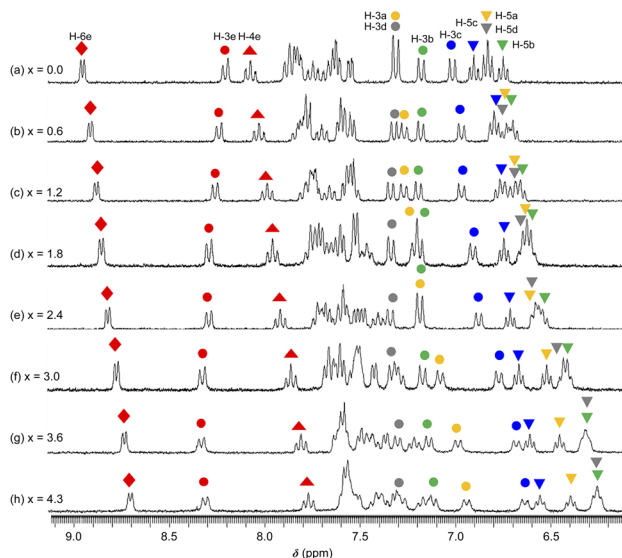 H-6e
H-3e
H-4e
H-3a
H-3d
H-3b
H-3c
H-5c
H-5a
H-5d
H-5b
(a) x = 0.0
(b) x = 0.6
(c) x = 1.2
(d) x = 1.8
(e) x = 2.4
(f) x = 3.0
(g) x = 3.6
(h) x = 4.3
9.0 8.5 8.0 7.5 7.0 6.5
δ (ppm)